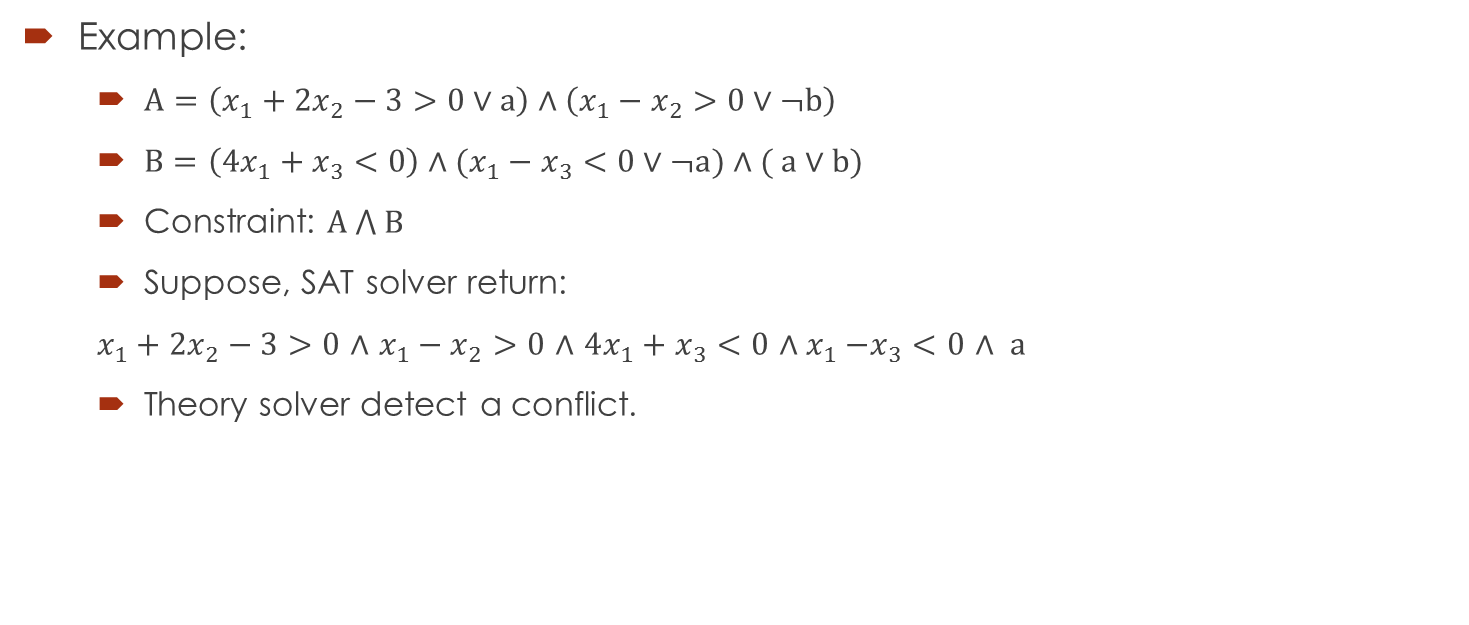 Example:
A = (x₁ + 2x₂ − 3 > 0 ∨ a) ∧ (x₁ − x₂ > 0 ∨ ¬b)
B = (4x₁ + x₃ < 0) ∧ (x₁ − x₃ < 0 ∨ ¬a) ∧ ( a ∨ b)
Constraint: A ⋀ B
Suppose, SAT solver return:
x₁ + 2x₂ − 3 > 0 ∧ x₁ − x₂ > 0 ∧ 4x₁ + x₃ < 0 ∧ x₁ −x₃ < 0 ∧ a
Theory solver detect a conflict.